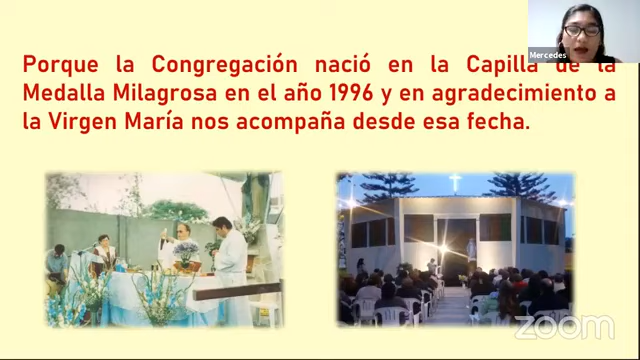 Mercedes
Porque la Congregación nació en la Capilla de la
Medalla Milagrosa en el año 1996 y en agradecimiento a
la Virgen María nos acompaña desde esa fecha.
zoom